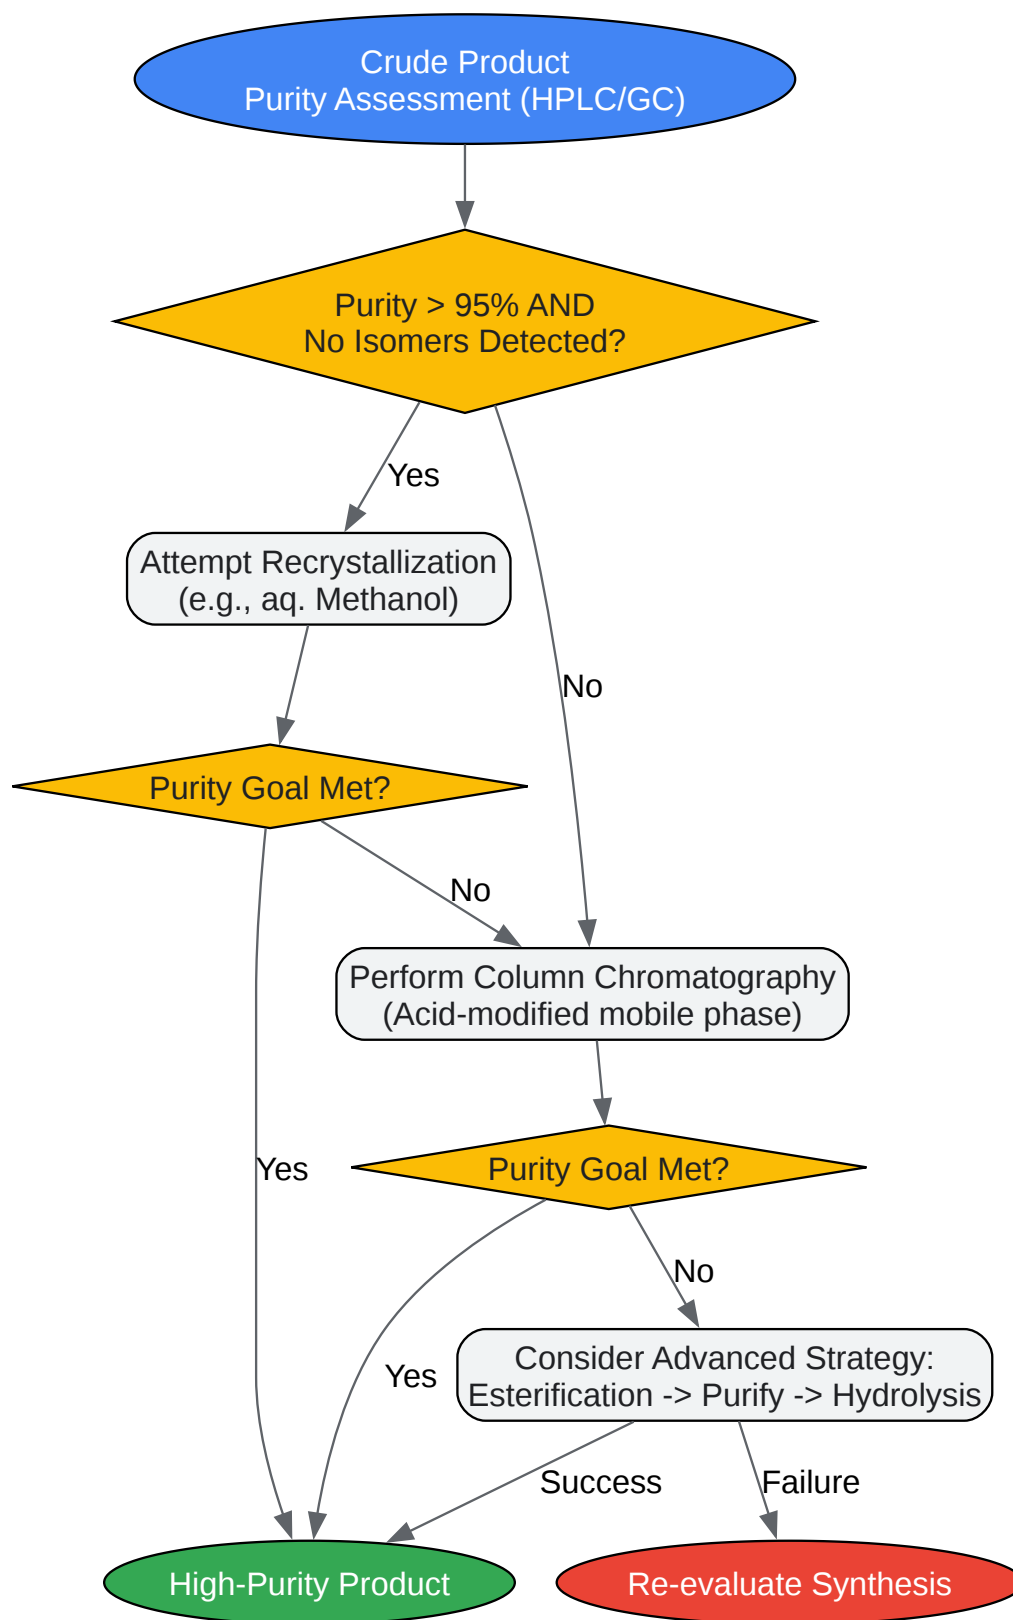 Crude Product
Purity Assessment (HPLC/GC)
Purity > 95% AND
No Isomers Detected?
Yes
Attempt Recrystallization
(e.g., aq. Methanol)
No
Purity Goal Met?
No
Perform Column Chromatography
(Acid-modified mobile phase)
Yes
Purity Goal Met?
No
Consider Advanced Strategy:
Esterification -> Purify -> Hydrolysis
Yes
Success
Failure
High-Purity Product
Re-evaluate Synthesis